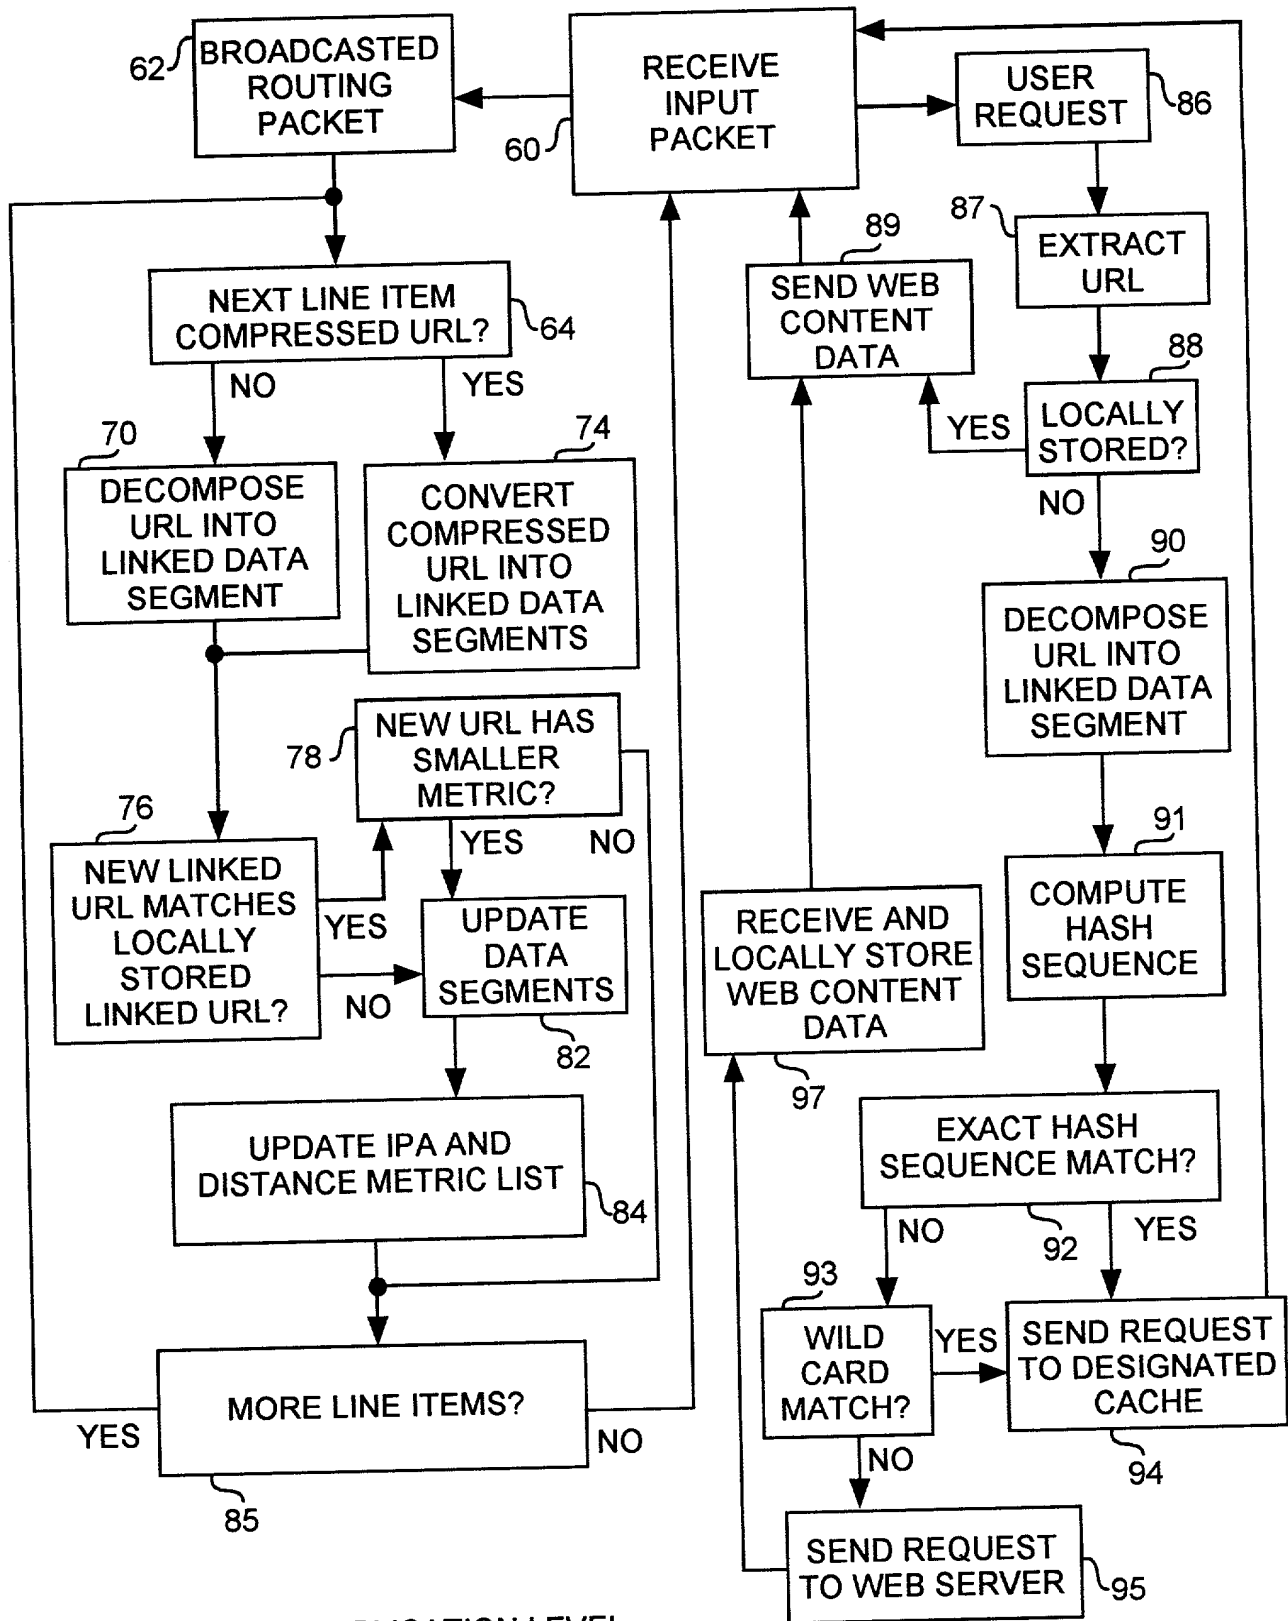 62
BROADCASTED
ROUTING
PACKET
60
RECEIVE
INPUT
PACKET
USER
REQUEST
86
87
EXTRACT
URL
89
SEND WEB
CONTENT
DATA
NEXT LINE ITEM
COMPRESSED URL?
64
NO
YES
88
LOCALLY
STORED?
YES
NO
70
DECOMPOSE
URL INTO
LINKED DATA
SEGMENT
74
CONVERT
COMPRESSED
URL INTO
LINKED DATA
SEGMENTS
90
DECOMPOSE
URL INTO
LINKED DATA
SEGMENT
78
NEW URL HAS
SMALLER
METRIC?
YES
NO
76
NEW LINKED
URL MATCHES
LOCALLY
STORED
LINKED URL?
YES
NO
UPDATE
DATA
SEGMENTS
82
91
COMPUTE
HASH
SEQUENCE
RECEIVE AND
LOCALLY STORE
WEB CONTENT
DATA
97
UPDATE IPA AND
DISTANCE METRIC LIST
84
EXACT HASH
SEQUENCE MATCH?
92
NO
YES
93
WILD
CARD
MATCH?
YES
NO
SEND REQUEST
TO DESIGNATED
CACHE
94
MORE LINE ITEMS?
YES
NO
85
SEND REQUEST
TO WEB SERVER
95
LEVEL